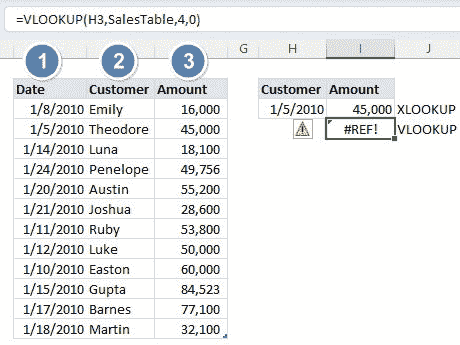 =VLOOKUP(H3,SalesTable,4,0)
G H I J
1 2 3
Date Customer Amount
1/8/2010 Emily 16,000
1/5/2010 Theodore 45,000
1/14/2010 Luna 18,100
1/24/2010 Penelope 49,756
1/20/2010 Austin 55,200
1/21/2010 Joshua 28,600
1/11/2010 Ruby 53,800
1/12/2010 Luke 50,000
1/10/2010 Easton 60,000
1/15/2010 Gupta 84,523
1/17/2010 Barnes 77,100
1/18/2010 Martin 32,100
Customer Amount
1/5/2010 45,000 XLOOKUP
#REF! VLOOKUP